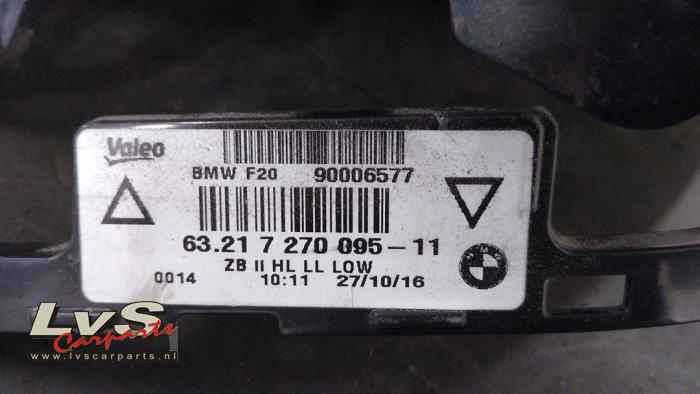 Valeo
BMW F20 90006577
63.21 7 270 095-11
ZB II HL LL LOW
0014 10:11 27/10/16
LvS
Carparts
www.lvscarparts.nl